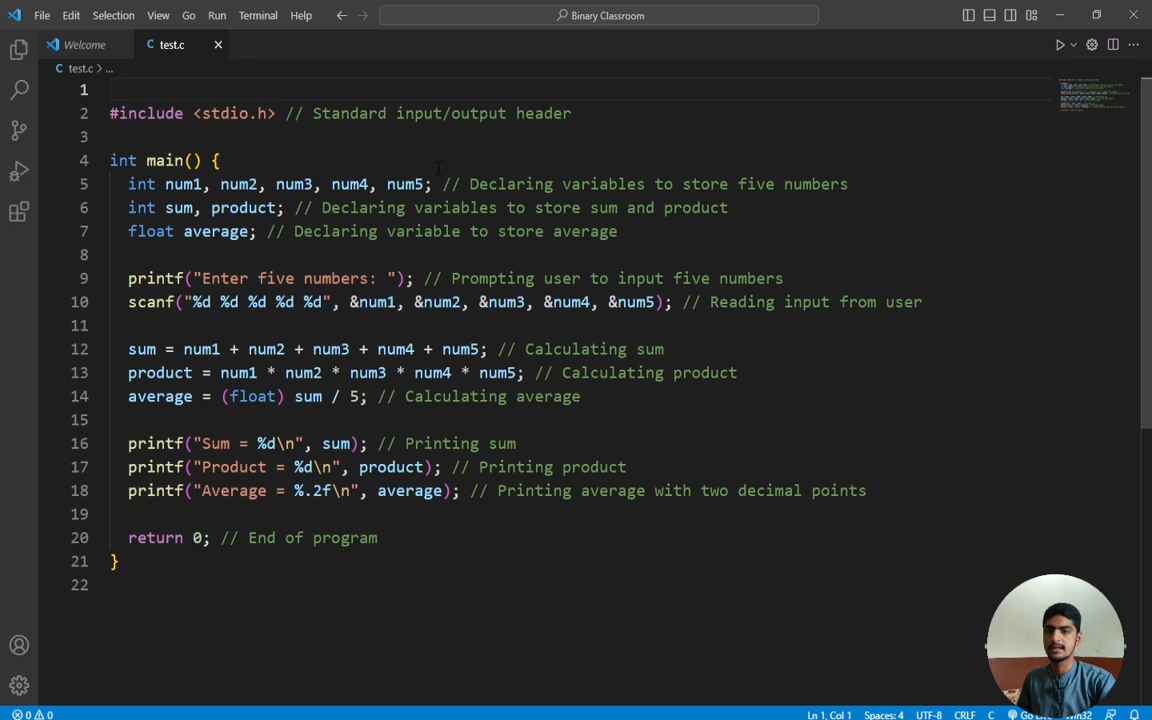 File Edit Selection View Go Run Terminal Help Binary Classroom
Welcome test.c
test.c > ...
1
2 #include <stdio.h> // Standard input/output header
3
4 int main() {
5 int num1, num2, num3, num4, num5; // Declaring variables to store five numbers
6 int sum, product; // Declaring variables to store sum and product
7 float average; // Declaring variable to store average
8
9 printf("Enter five numbers: "); // Prompting user to input five numbers
10 scanf("%d %d %d %d %d", &num1, &num2, &num3, &num4, &num5); // Reading input from user
11
12 sum = num1 + num2 + num3 + num4 + num5; // Calculating sum
13 product = num1 * num2 * num3 * num4 * num5; // Calculating product
14 average = (float) sum / 5; // Calculating average
15
16 printf("Sum = %d\n", sum); // Printing sum
17 printf("Product = %d\n", product); // Printing product
18 printf("Average = %.2f\n", average); // Printing average with two decimal points
19
20 return 0; // End of program
21 }
22
0 0 Ln 1, Col 1 Spaces: 4 UTF-8 CRLF C Go